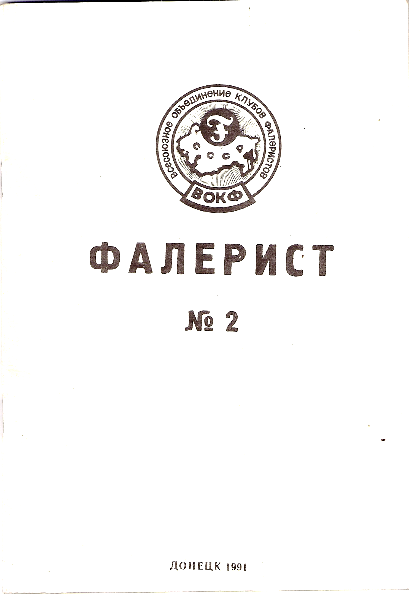 ВСЕСОЮЗНОЕ ОБЪЕДИНЕНИЕ КЛУБОВ ФАЛЕРИСТОВ
СССР
ВОКФ
ФАЛЕРИСТ
№ 2
ДОНЕЦК 1991